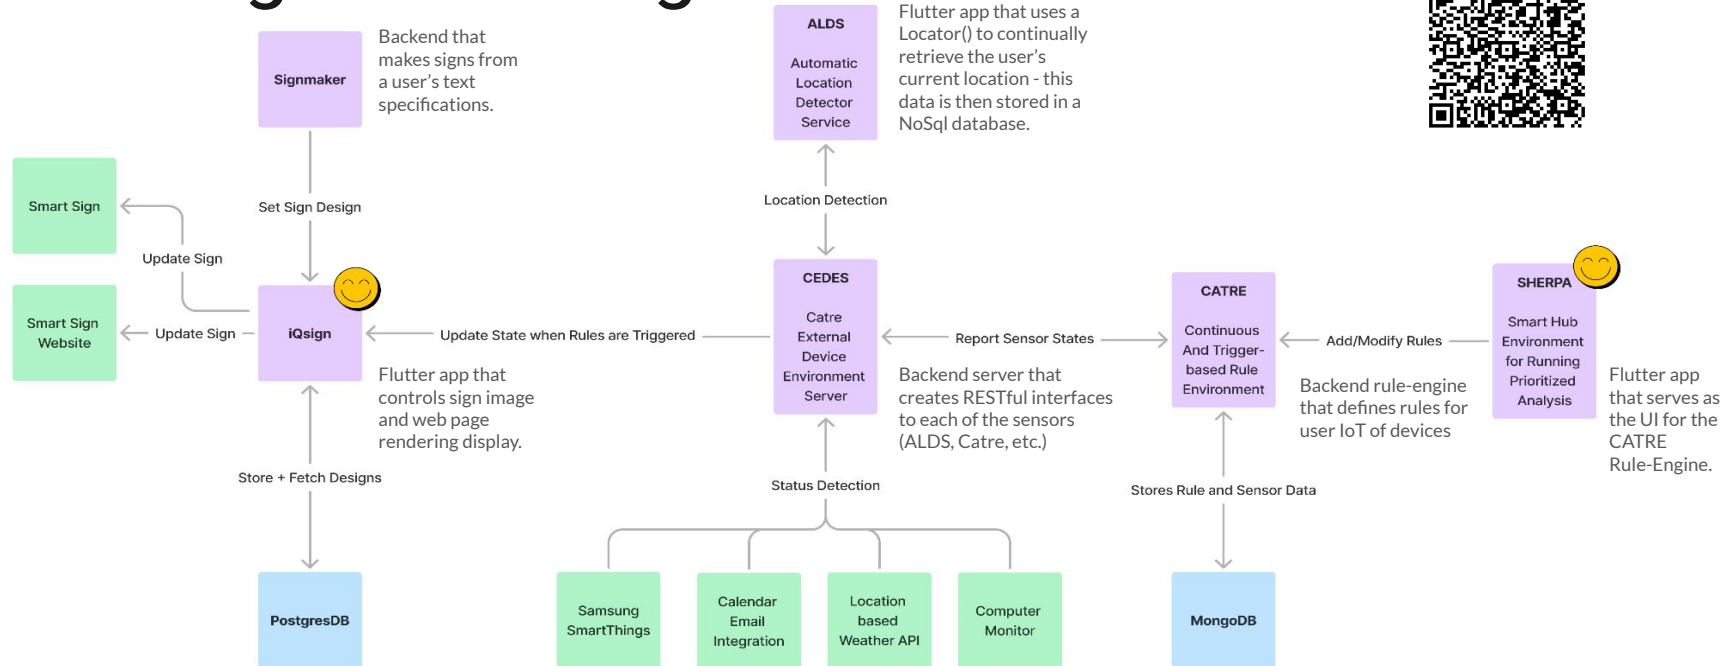 Signmaker
Backend that
makes signs from
a user's text
specifications.
ALDS
Automatic
Location
Detector
Service
Flutter app that uses a
Locator() to continually
retrieve the user's
current location - this
data is then stored in a
NoSql database.
Smart Sign
Set Sign Design
Location Detection
Update Sign
Smart Sign
Website
Update Sign
iQsign
Update State when Rules are Triggered
CEDES
Catre
External
Device
Environment
Server
Report Sensor States
CATRE
Continuous
And Trigger-
based Rule
Environment
Add/Modify Rules
SHERPA
Smart Hub
Environment
for Running
Prioritized
Analysis
Flutter app that
controls sign image
and web page
rendering display.
Backend server that
creates RESTful interfaces
to each of the sensors
(ALDS, Catre, etc.)
Backend rule-engine
that defines rules for
user IoT of devices
Flutter app
that serves as
the UI for the
CATRE
Rule-Engine.
Store + Fetch Designs
Status Detection
Stores Rule and Sensor Data
PostgresDB
Samsung
SmartThings
Calendar
Email
Integration
Location
based
Weather API
Computer
Monitor
MongoDB